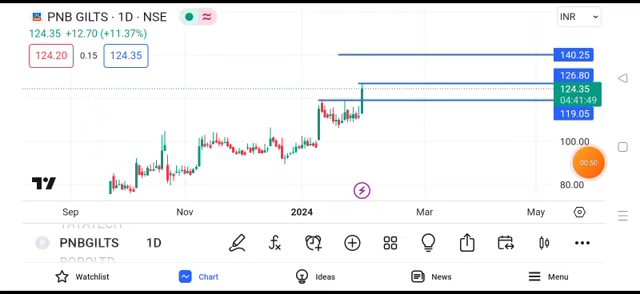 PNB GILTS · 1D · NSE
INR
124.35 +12.70 (+11.37%)
124.20 0.15 124.35
140.25
126.80
124.35
04:41:49
119.05
100.00
80.00
00:50
Sep Nov 2024 Mar May
TATATECH
P PNBGILTS 1D
Watchlist Chart Ideas News Menu